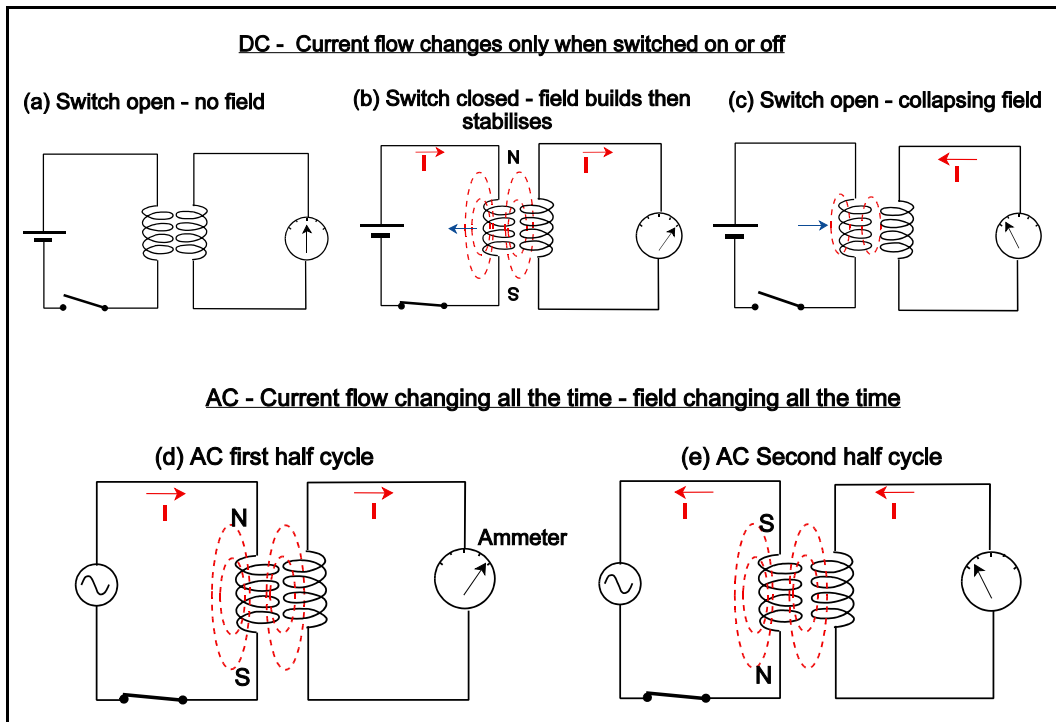 DC - Current flow changes only when switched on or off
(a) Switch open - no field
(b) Switch closed - field builds then
stabilises
(c) Switch open - collapsing field
I
I
N
S
I
AC - Current flow changing all the time - field changing all the time
(d) AC first half cycle
(e) AC Second half cycle
I
I
N
S
Ammeter
I
I
S
N